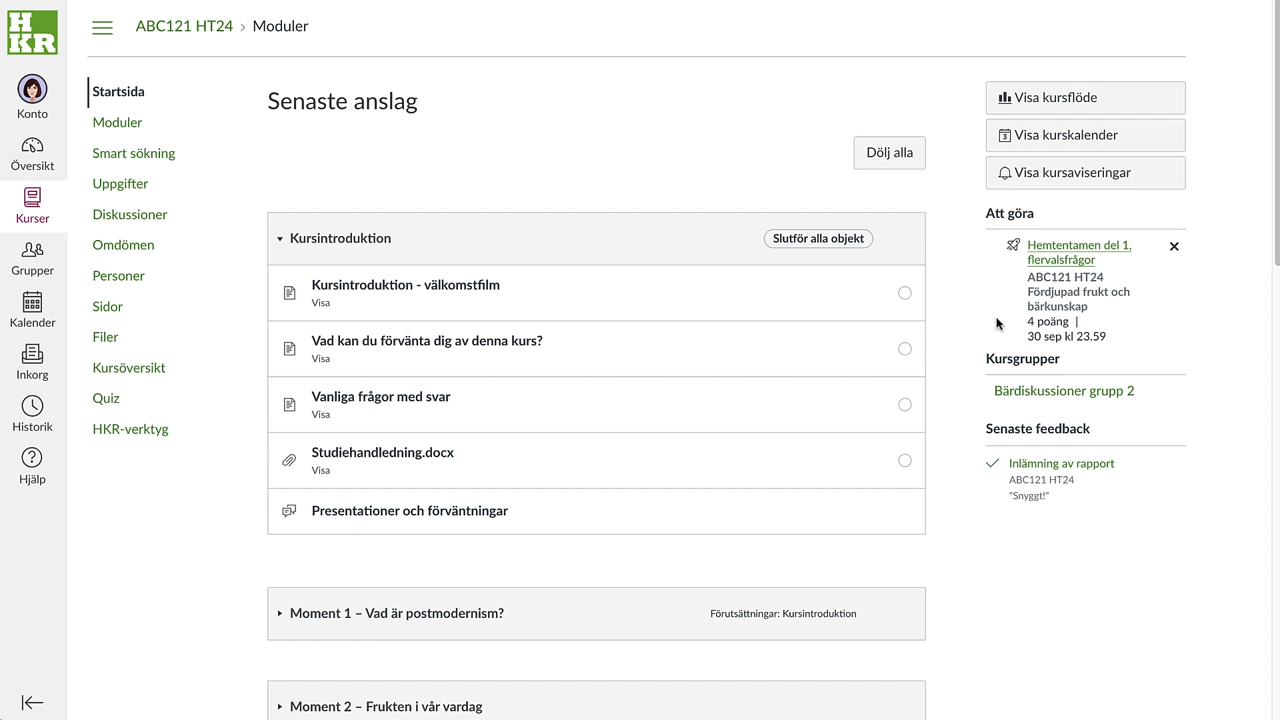 HKR
Konto
Översikt
Kurser
Grupper
Kalender
Inkorg
Historik
Hjälp
ABC121 HT24 › Moduler
Startsida
Moduler
Smart sökning
Uppgifter
Diskussioner
Omdömen
Personer
Sidor
Filer
Kursöversikt
Quiz
HKR-verktyg
Senaste anslag
Dölj alla
Kursintroduktion
Slutför alla objekt
Kursintroduktion - välkomstfilm
Visa
Vad kan du förvänta dig av denna kurs?
Visa
Vanliga frågor med svar
Visa
Studiehandledning.docx
Visa
Presentationer och förväntningar
Moment 1 – Vad är postmodernism?
Förutsättningar: Kursintroduktion
Moment 2 – Frukten i vår vardag
Visa kursflöde
Visa kurskalender
Visa kursaviseringar
Att göra
Hemtentamen del 1,
flervalsfrågor
ABC121 HT24
Fördjupad frukt och
bärkunskap
4 poäng |
30 sep kl 23.59
Kursgrupper
Bärdiskussioner grupp 2
Senaste feedback
Inlämning av rapport
ABC121 HT24
"Snyggt!"